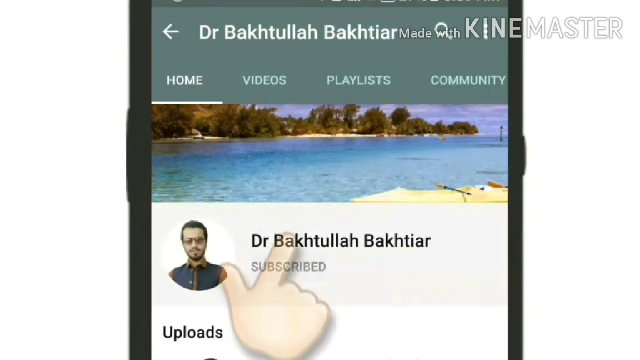 Dr Bakhtullah Bakhtiar
Made with KINEMASTER
HOME VIDEOS PLAYLISTS COMMUNITY
Dr Bakhtullah Bakhtiar
SUBSCRIBED
Uploads